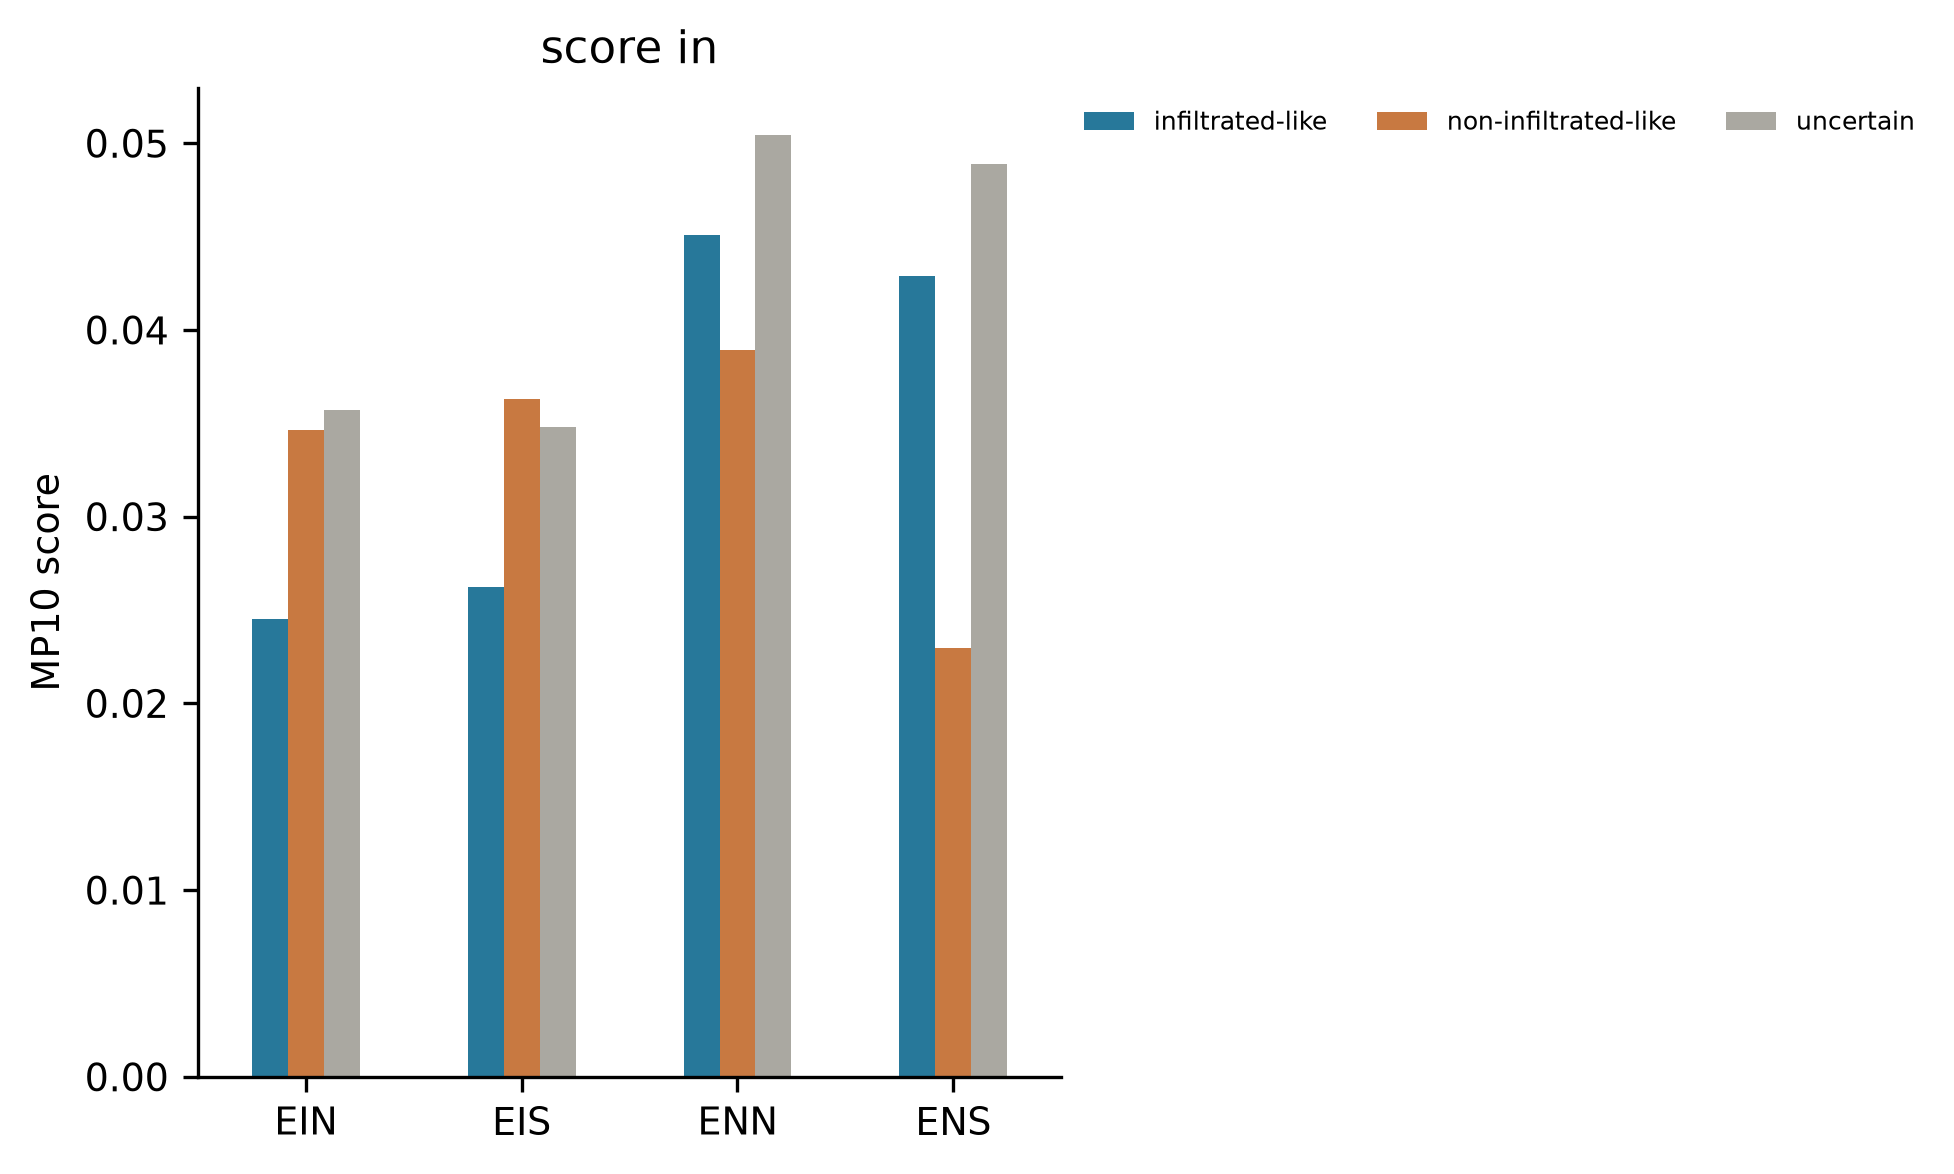 score in
infiltrated-like
non-infiltrated-like
uncertain
MP10 score
0.05
0.04
0.03
0.02
0.01
0.00
EIN
EIS
ENN
ENS